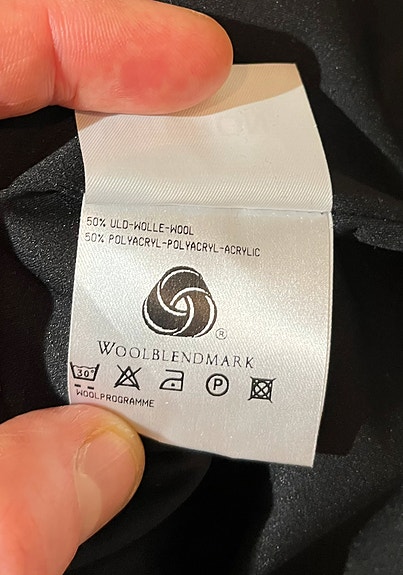 50% ULD-WOLLE-WOOL
50% POLYACRYL-POLYACRYL-ACRYLIC
®
WOOLBLENDMARK
30° P
WOOLPROGRAMME